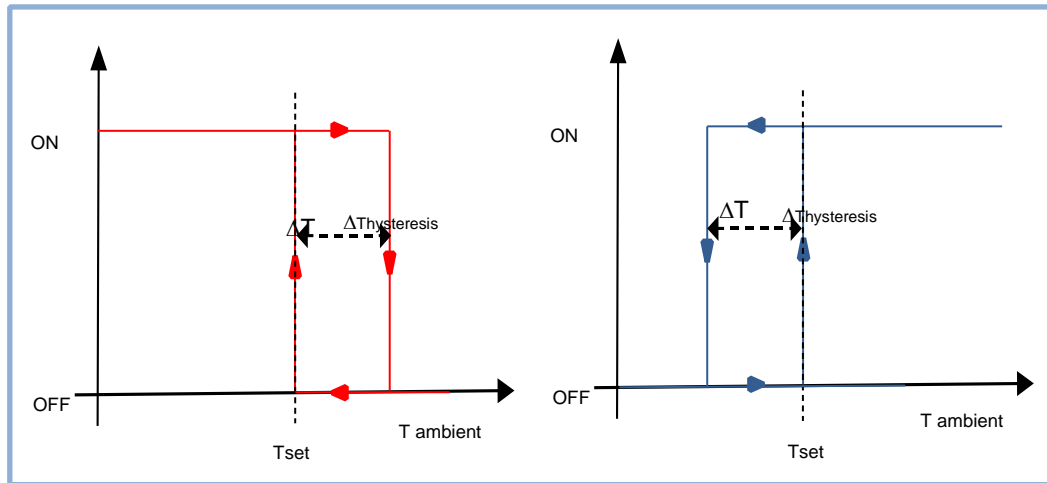 ON
ΔT
ΔThysteresis
OFF
T ambient
Tset
ON
ΔT
ΔThysteresis
OFF
T ambient
Tset